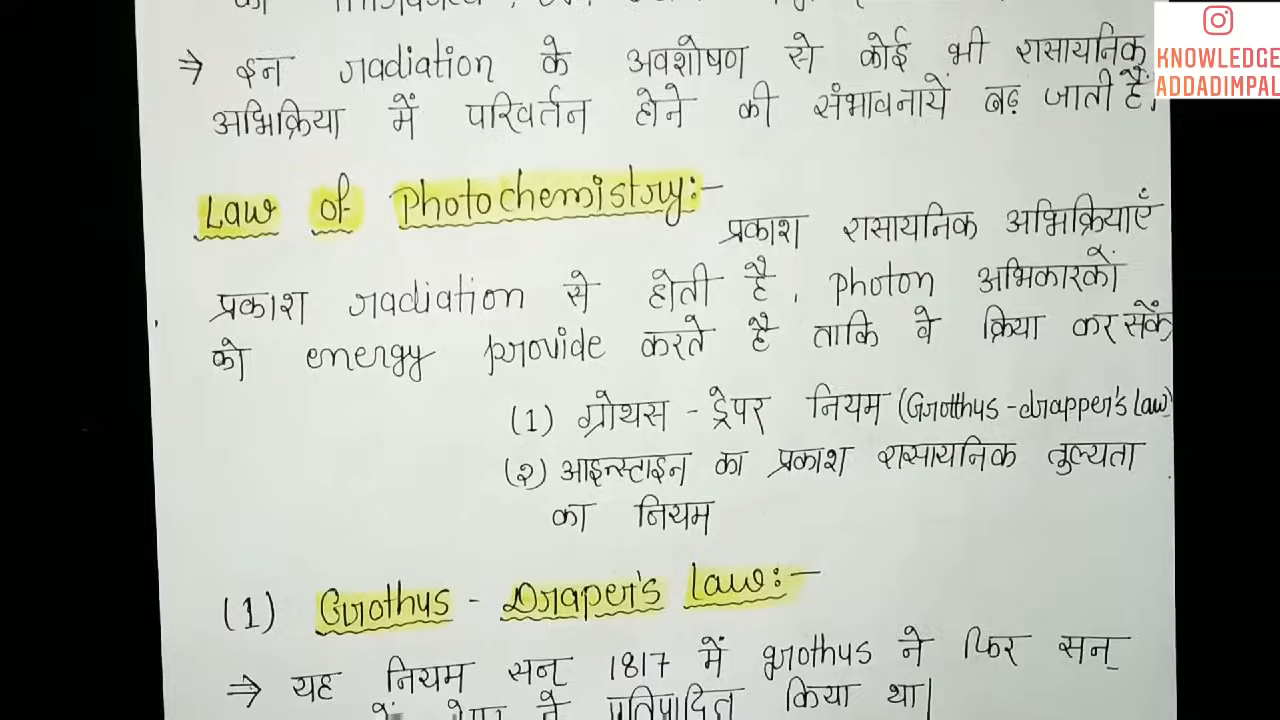 KNOWLEDGE
ADDADIMPAL
⇒ इन radiation के अवशोषण से कोई भी रासायनिक
अभिक्रिया में परिवर्तन होने की संभावनायें बढ़ जाती हैं।
Law of Photochemistry:-
प्रकाश रासायनिक अभिक्रियाएँ
प्रकाश radiation से होती है, Photon अभिकारकों
को energy provide करते है ताकि वे क्रिया कर सकें
(1) ग्रोथस - ड्रेपर नियम (Grotthus-drapper's law)
(२) आइन्स्टाइन का प्रकाश रासायनिक तुल्यता
का नियम
(1) Grothus - Draper's Law:-
⇒ यह नियम सन् 1817 में grothus ने फिर सन्
ने प्रतिपादित किया था|